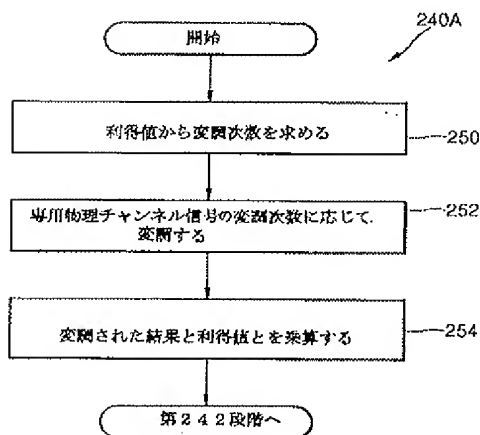 240A
開始
利得値から変調次数を求める
250
専用物理チャンネル信号の変調次数に応じて
変調する
252
変調された結果と利得値とを乗算する
254
第２４２段階へ